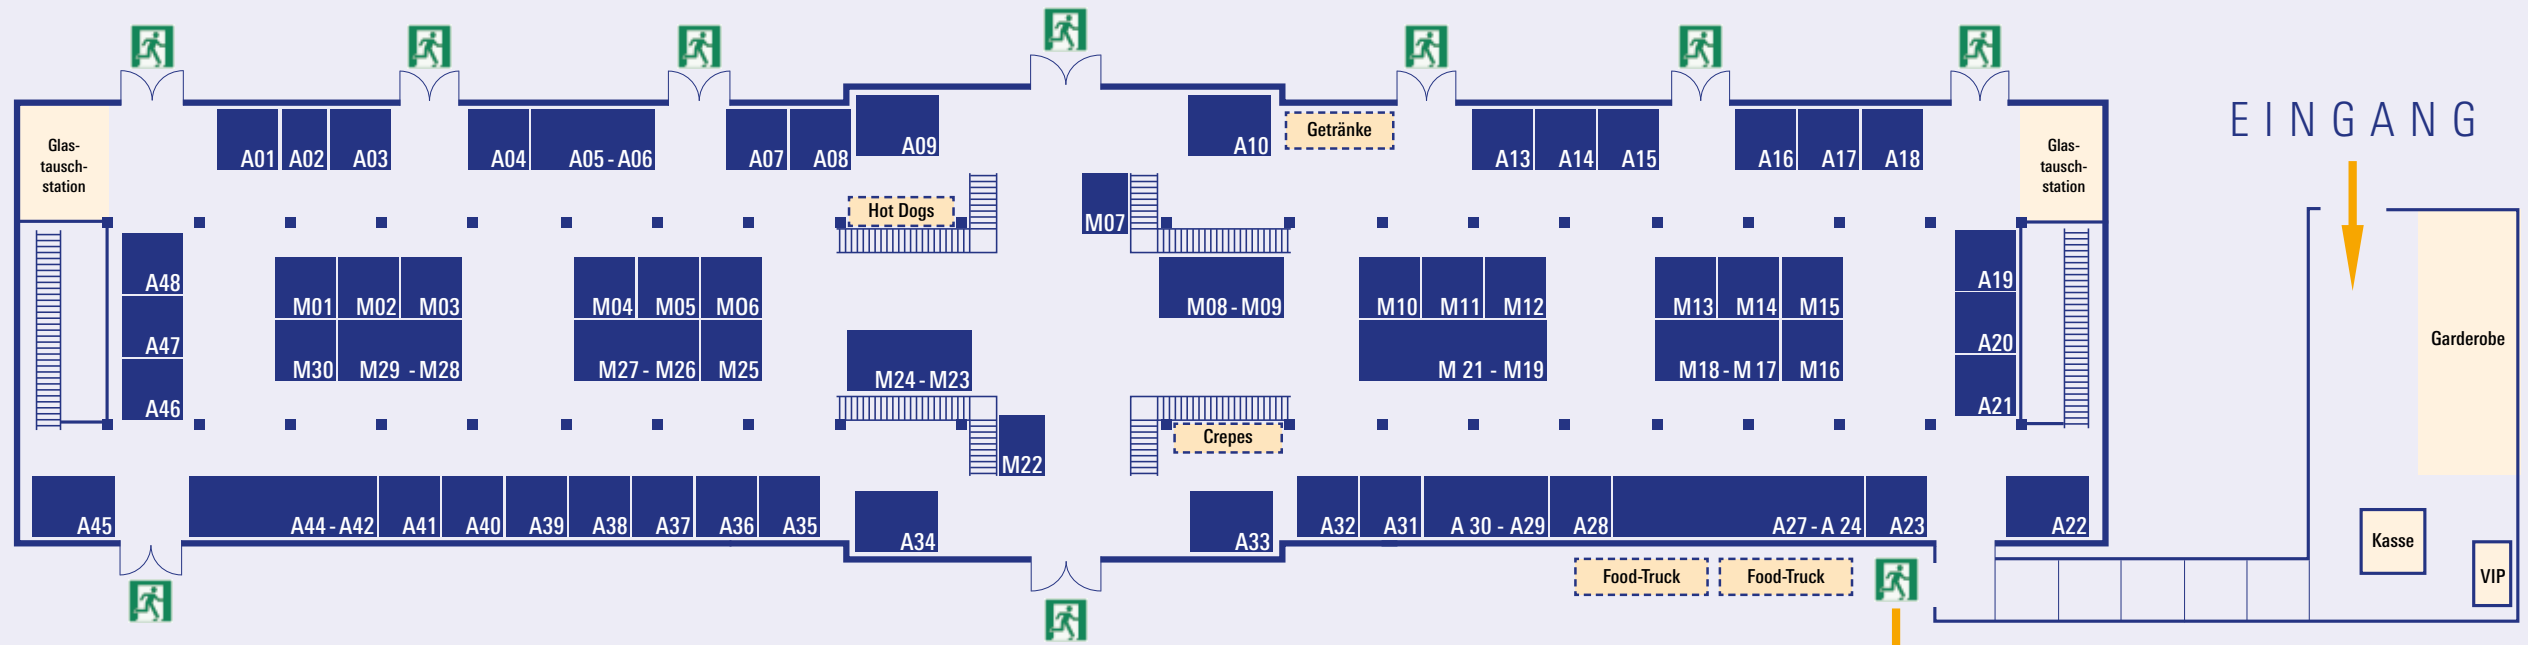 EINGANG
Glas-
tausch-
station
A01 A02 A03 A04 A05 - A06 A07 A08 A09 A10
Getränke
A13 A14 A15 A16 A17 A18
Glas-
tausch-
station
Hot Dogs
M07
A48
A47
A46
M01 M02 M03
M30 M29 - M28
M04 M05 MO6
M27 - M26 M25
M24 - M23
M22
M08 - M09
Crepes
M10 M11 M12
M 21 - M19
M13 M14 M15
M18 - M 17 M16
A19
A20
A21
Garderobe
A45 A44 - A42 A41 A40 A39 A38 A37 A36 A35 A34 A33 A32 A31 A 30 - A29 A28 A27 - A 24 A23 A22
Kasse
Food-Truck Food-Truck
VIP